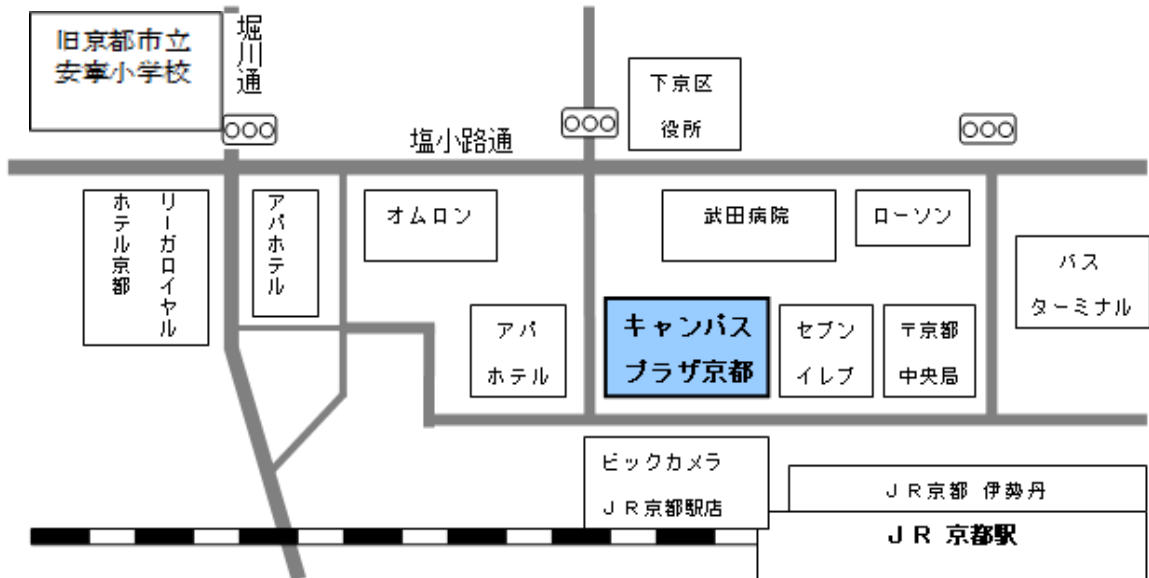 旧京都市立
安寧小学校
堀川通
塩小路通
下京区
役所
リーガロイヤル
ホテル京都
アパホテル
オムロン
武田病院
ローソン
バス
ターミナル
アパ
ホテル
キャンパス
プラザ京都
セブン
イレブ
〒京都
中央局
ビックカメラ
ＪＲ京都駅店
ＪＲ京都 伊勢丹
ＪＲ 京都駅